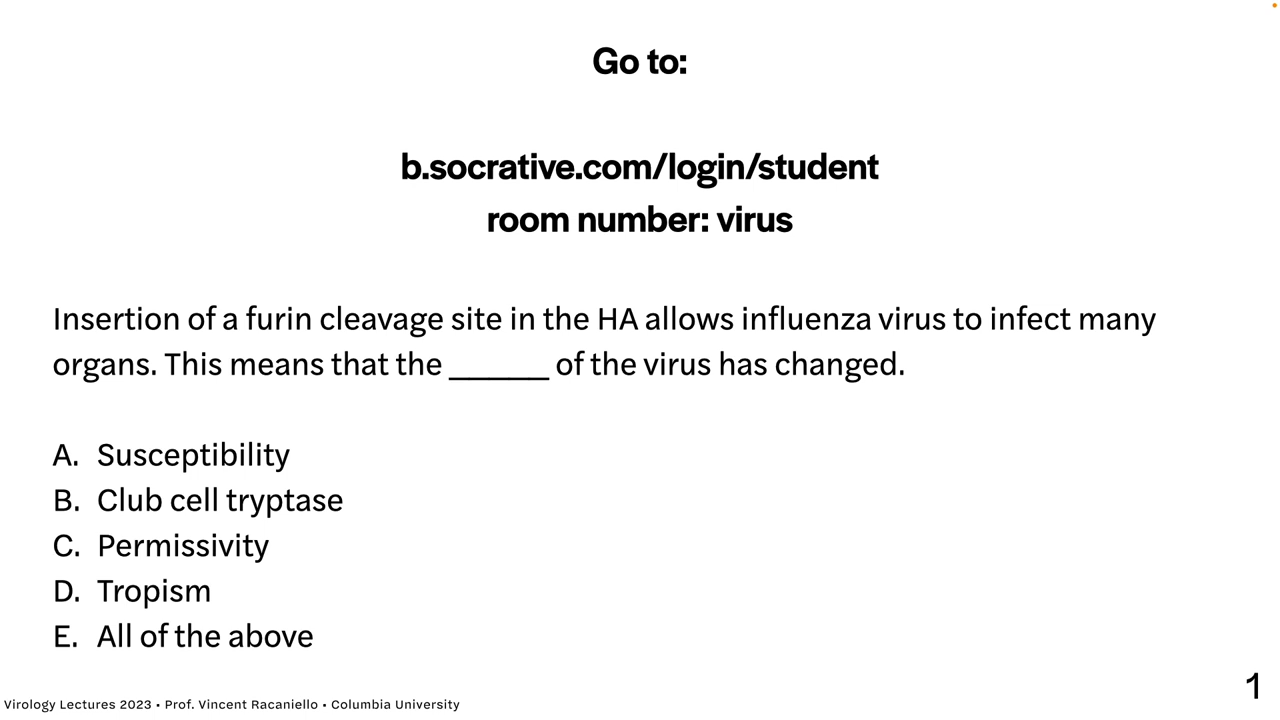 Go to:
b.socrative.com/login/student
room number: virus
Insertion of a furin cleavage site in the HA allows influenza virus to infect many
organs. This means that the _____ of the virus has changed.
A. Susceptibility
B. Club cell tryptase
C. Permissivity
D. Tropism
E. All of the above
1
Virology Lectures 2023 • Prof. Vincent Racaniello • Columbia University